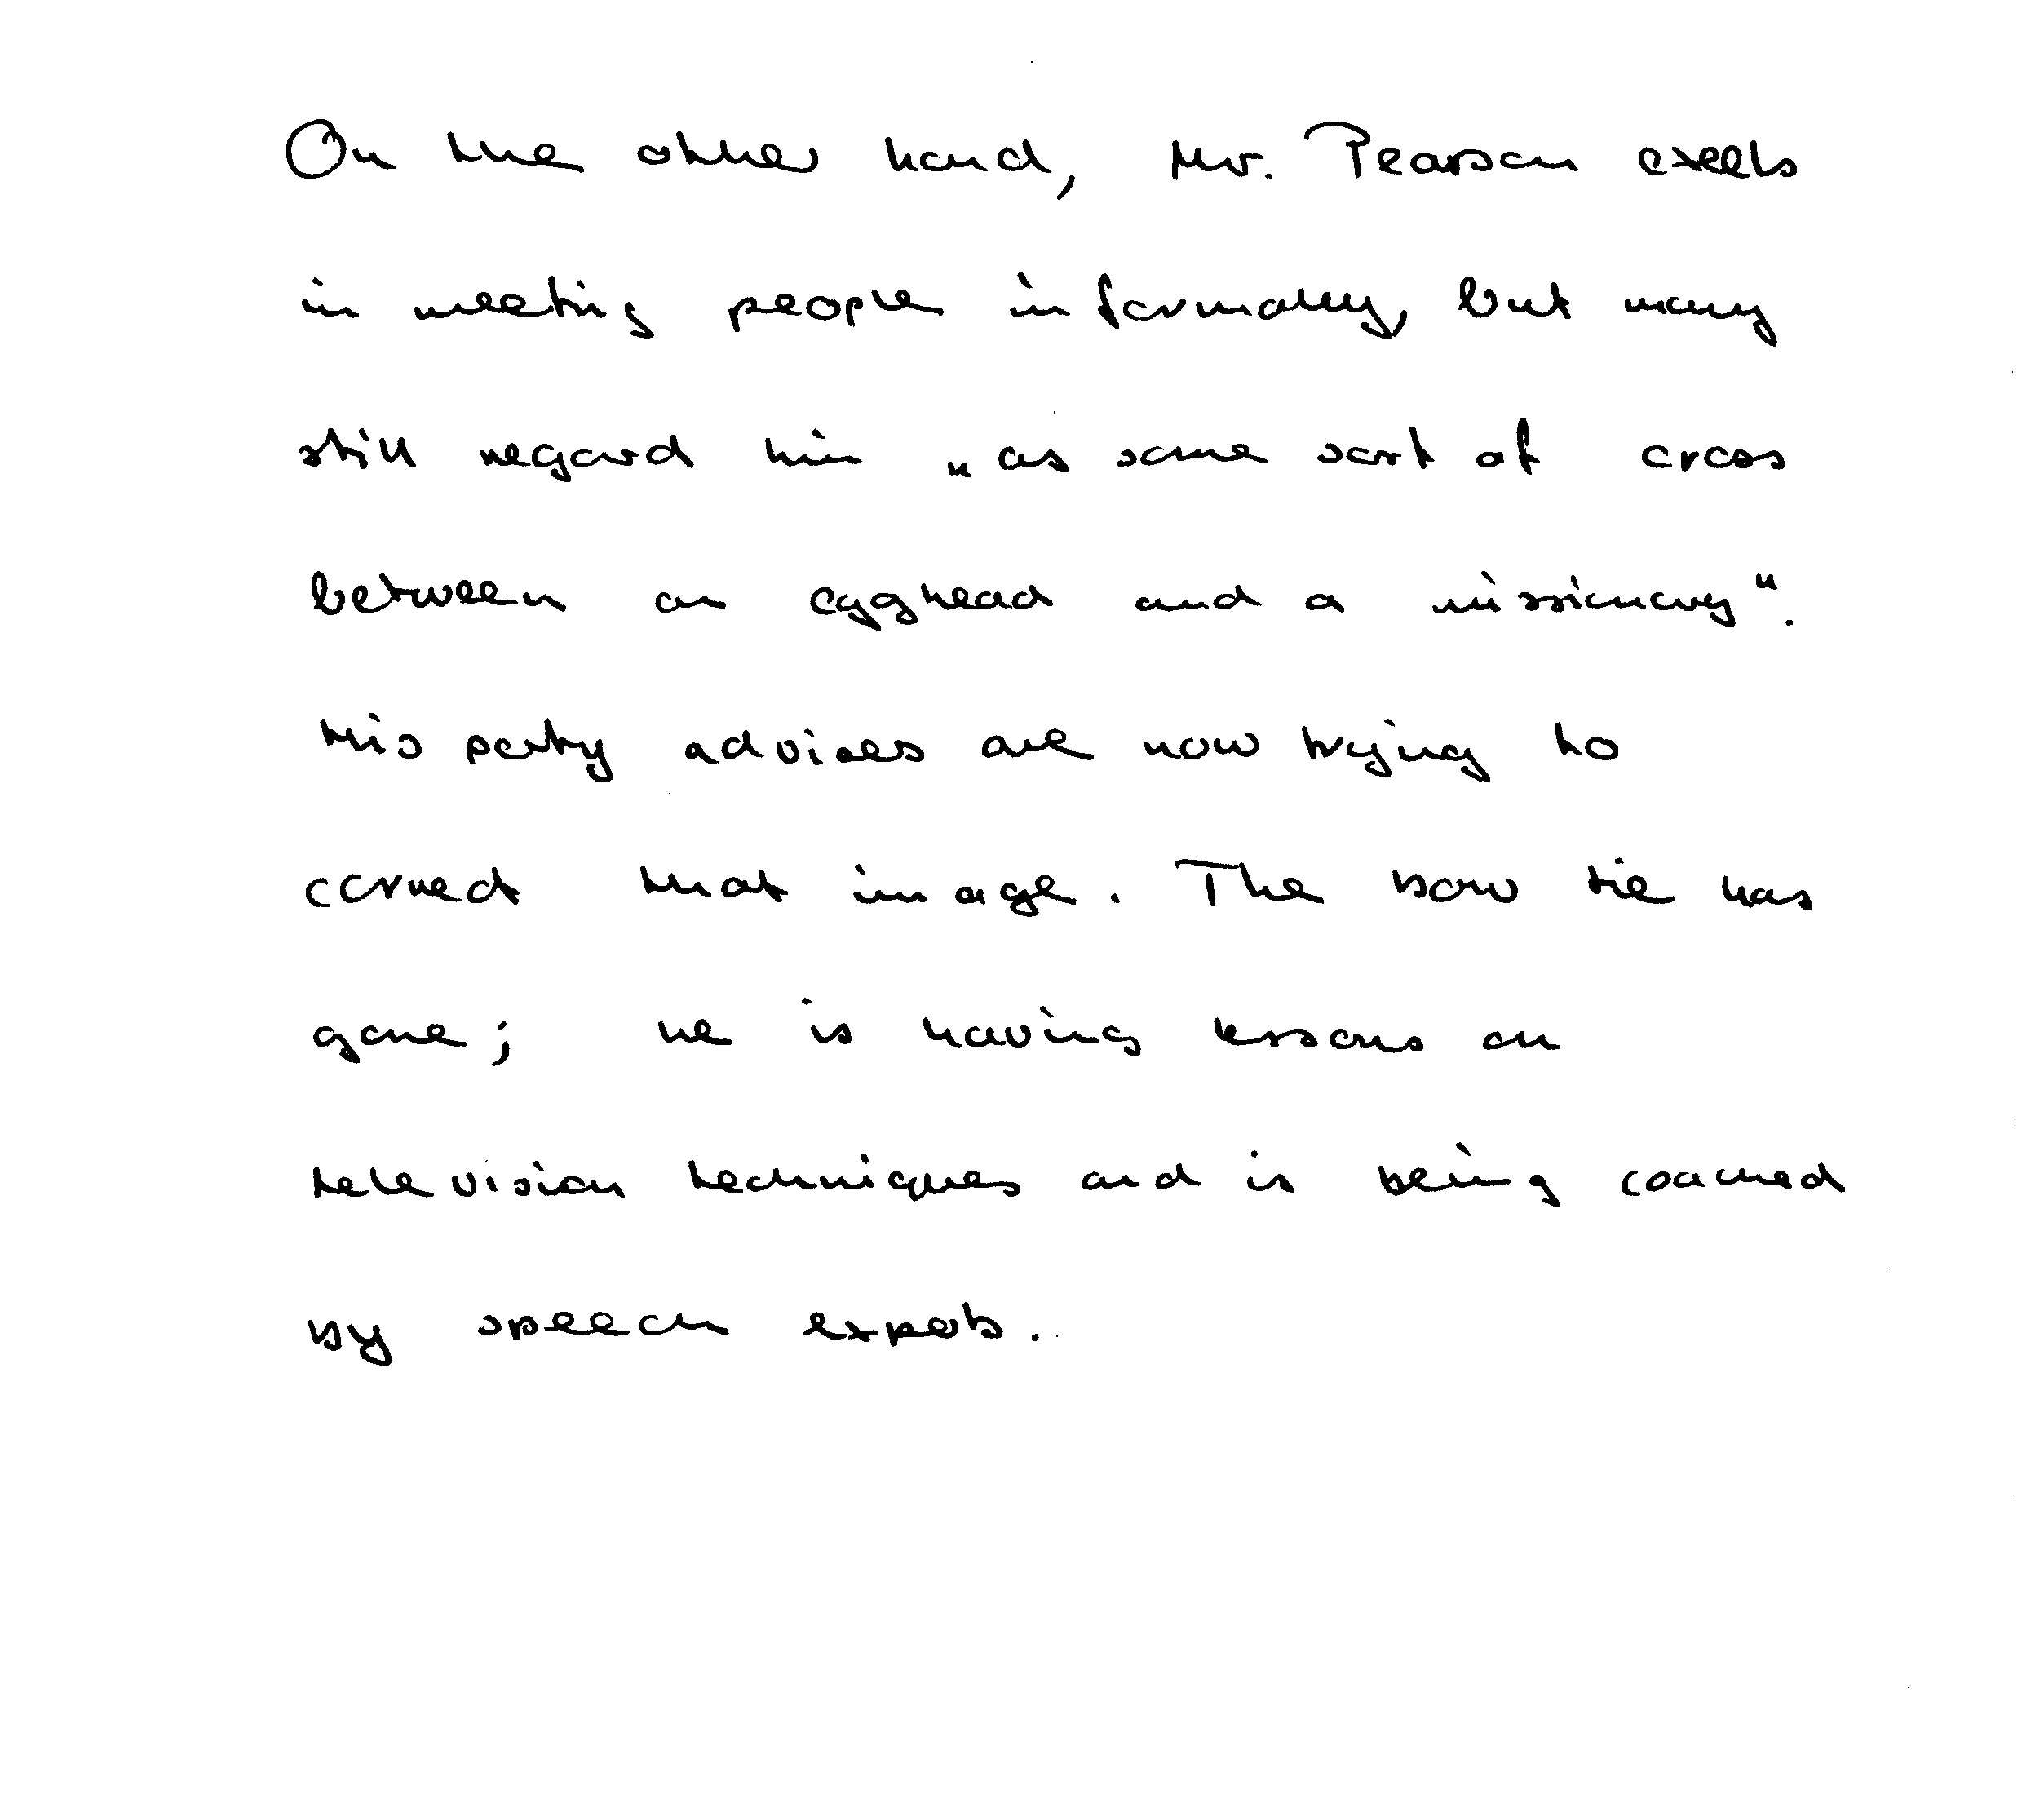 On the other hand, Mr. Pearson exels
in meeting people informally, but many
still regard him "as some sort of cross
between an egghead and a missionary".
His party advisers are now trying to
correct that image. The bow tie has
gone; he is having lessons on
television techniques and is being coached
by speech experts.